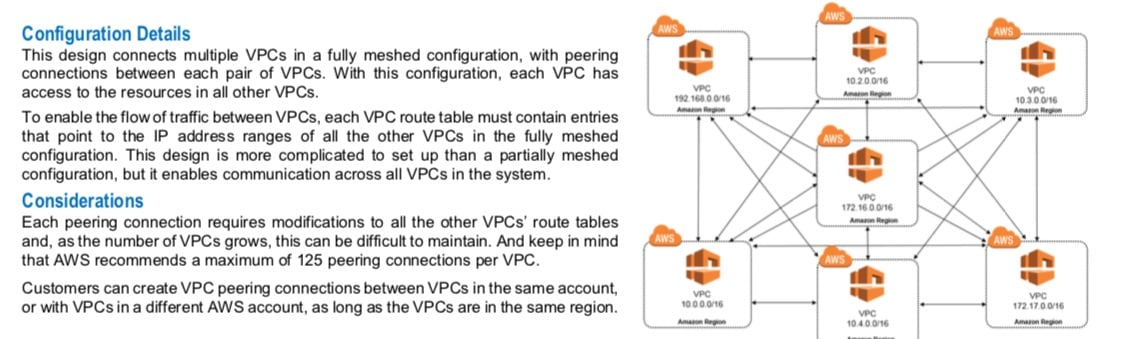 Configuration Details
This design connects multiple VPCs in a fully meshed configuration, with peering
connections between each pair of VPCs. With this configuration, each VPC has
access to the resources in all other VPCs.
To enable the flow of traffic between VPCs, each VPC route table must contain entries
that point to the IP address ranges of all the other VPCs in the fully meshed
configuration. This design is more complicated to set up than a partially meshed
configuration, but it enables communication across all VPCs in the system.
Considerations
Each peering connection requires modifications to all the other VPCs' route tables
and, as the number of VPCs grows, this can be difficult to maintain. And keep in mind
that AWS recommends a maximum of 125 peering connections per VPC.
Customers can create VPC peering connections between VPCs in the same account,
or with VPCs in a different AWS account, as long as the VPCs are in the same region.
AWS
VPC
192.168.0.0/16
Amazon Region
AWS
VPC
10.2.0.0/16
Amazon Region
AWS
VPC
10.3.0.0/16
Amazon Region
AWS
VPC
172.16.0.0/16
Amazon Region
AWS
VPC
10.0.0.0/16
Amazon Region
AWS
VPC
10.4.0.0/16
AWS
VPC
172.17.0.0/16
Amazon Region